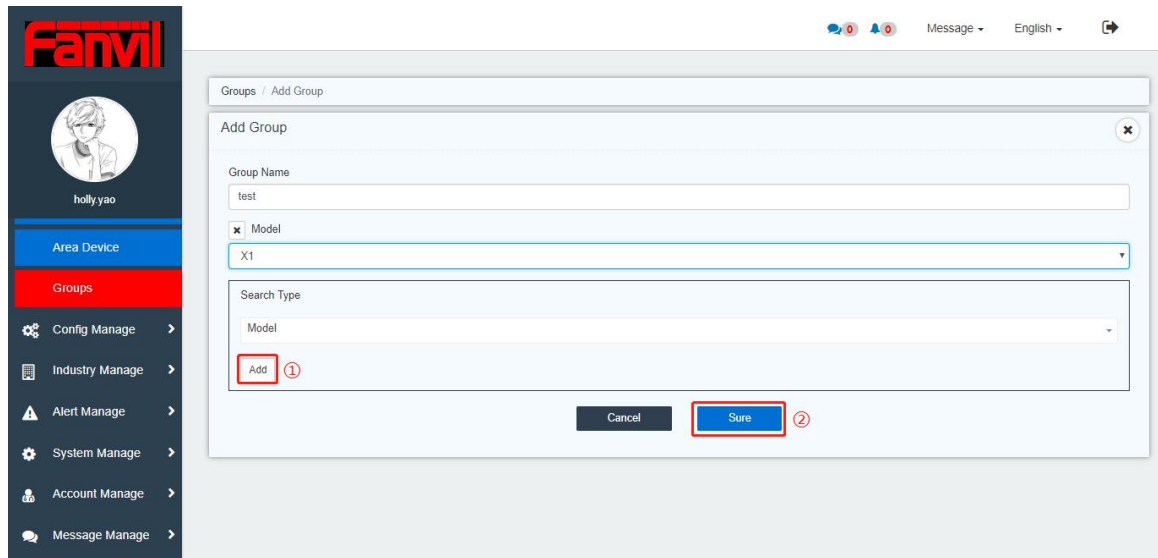 Fanvil
0 0 Message English
holly.yao
Area Device
Groups
Config Manage
Industry Manage
Alert Manage
System Manage
Account Manage
Message Manage
Groups / Add Group
Add Group
Group Name
test
Model
X1
Search Type
Model
Add ①
Cancel Sure ②